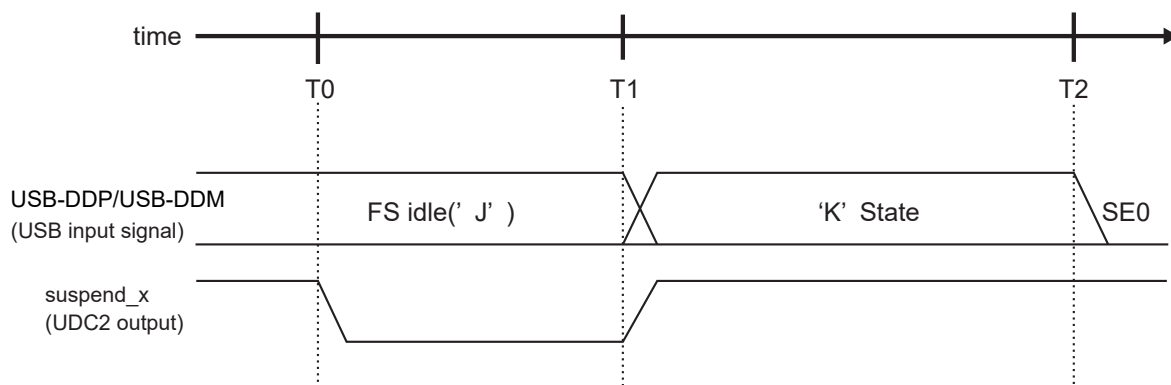 time
T0 T1 T2
USB-DDP/USB-DDM
(USB input signal)
FS idle(’ J’ ) ‘K’ State SE0
suspend_x
(UDC2 output)